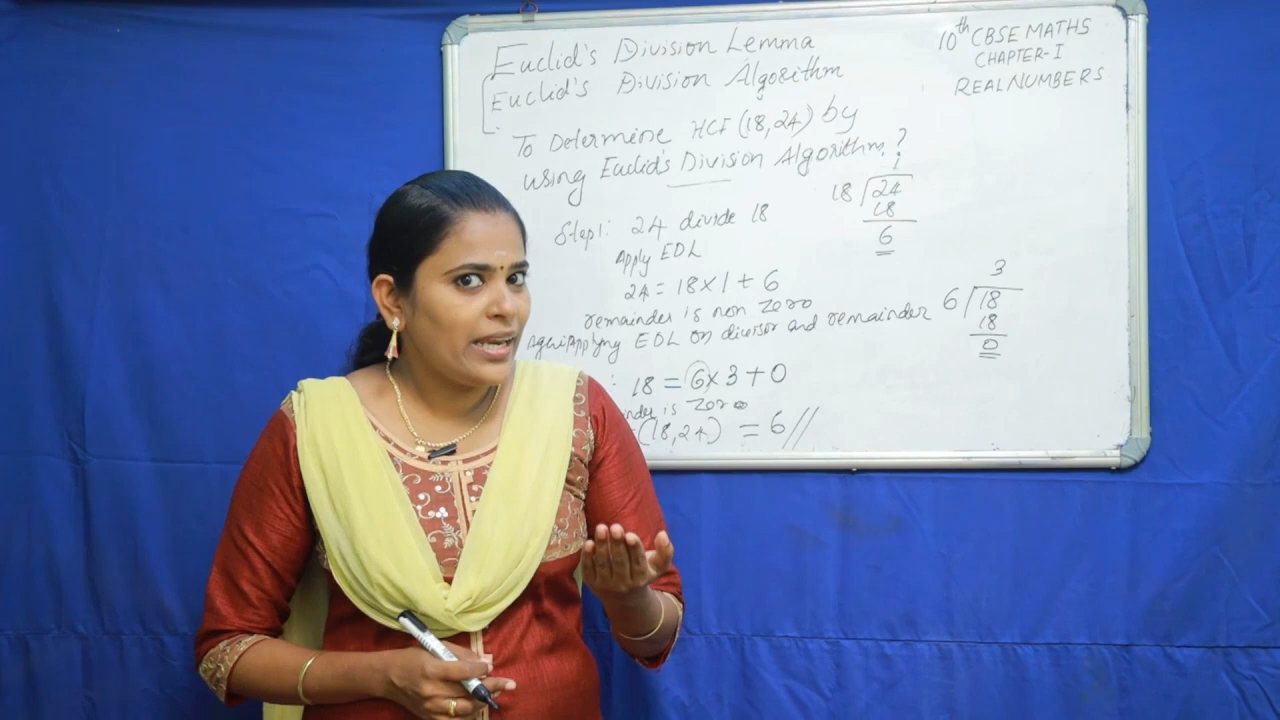 Euclid's Division Lemma
Euclid's Division Algorithm
10th CBSE MATHS
CHAPTER-I
REAL NUMBERS
To Determine HCF (18,24) by
using Euclid's Division Algorithm?
Step1: 24 divide 18
Apply EDL
24 = 18 x 1 + 6
remainder is non zero
Applying EDL on divisor and remainder
: 18 = 6 x 3 + 0
is Zero
(18,24) = 6//
1
18 24
18
6
3
6 18
18
0